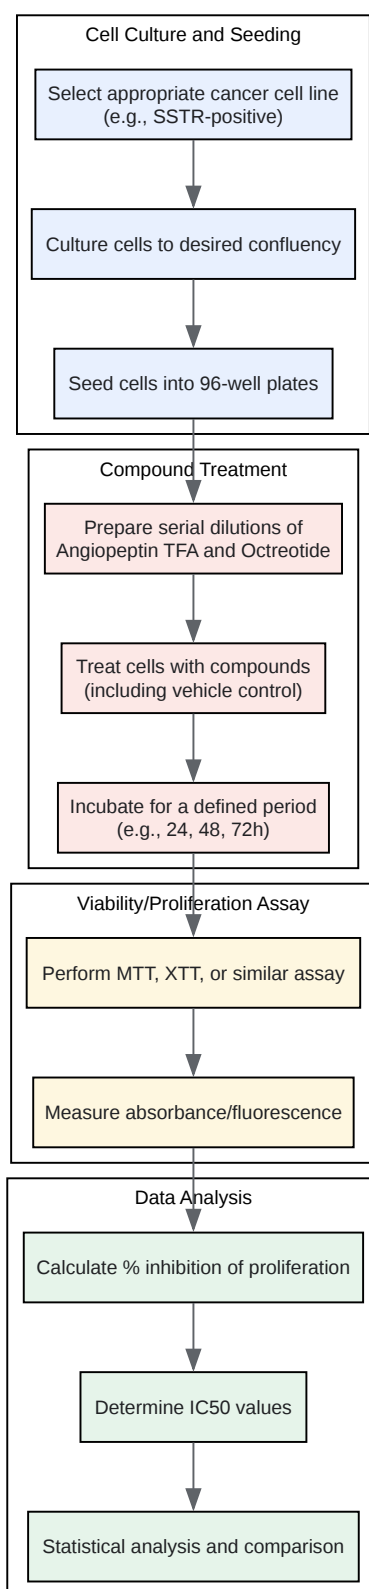 Cell Culture and Seeding
Select appropriate cancer cell line
(e.g., SSTR-positive)
Culture cells to desired confluency
Seed cells into 96-well plates
Compound Treatment
Prepare serial dilutions of
Angiopeptin TFA and Octreotide
Treat cells with compounds
(including vehicle control)
Incubate for a defined period
(e.g., 24, 48, 72h)
Viability/Proliferation Assay
Perform MTT, XTT, or similar assay
Measure absorbance/fluorescence
Data Analysis
Calculate % inhibition of proliferation
Determine IC50 values
Statistical analysis and comparison